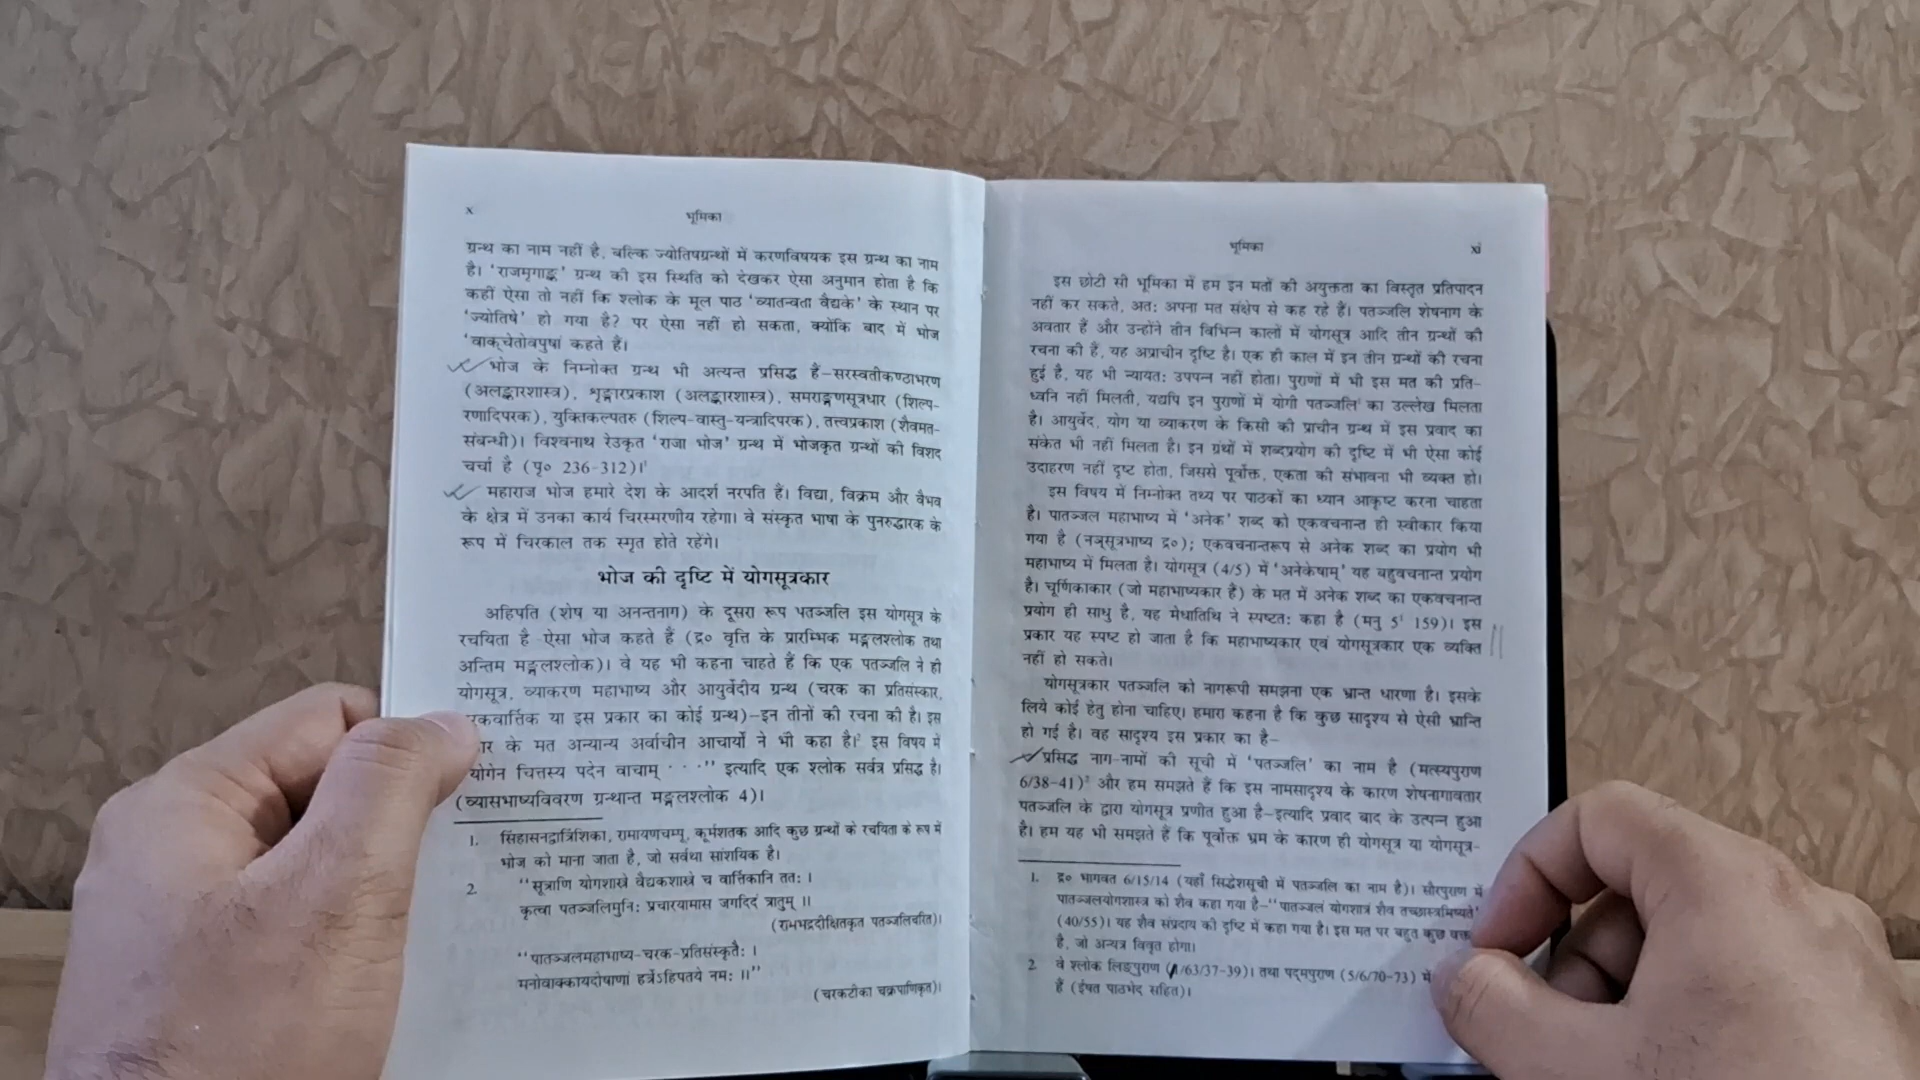 x
भूमिका
ग्रन्थ का नाम नहीं है, बल्कि ज्योतिषग्रन्थों में करणविषयक इस ग्रन्थ का नाम
है। 'राजमृगाङ्क' ग्रन्थ की इस स्थिति को देखकर ऐसा अनुमान होता है कि
कहीं ऐसा तो नहीं कि श्लोक के मूल पाठ 'व्यातन्वता वैद्यके' के स्थान पर
'ज्योतिषे' हो गया है? पर ऐसा नहीं हो सकता, क्योंकि बाद में भोज
'वाक्चेतोवपुषां कहते हैं।
भोज के निम्नोक्त ग्रन्थ भी अत्यन्त प्रसिद्ध हैं–सरस्वतीकण्ठाभरण
(अलङ्कारशास्त्र), शृङ्गारप्रकाश (अलङ्कारशास्त्र), समराङ्गणसूत्रधार (शिल्प-
रणादिपरक), युक्तिकल्पतरु (शिल्प-वास्तु-यन्त्रादिपरक), तत्त्वप्रकाश (शैवमत-
संबन्धी)। विश्वनाथ रेउकृत 'राजा भोज' ग्रन्थ में भोजकृत ग्रन्थों की विशद
चर्चा है (पृ० 236-312)।¹
महाराज भोज हमारे देश के आदर्श नरपति हैं। विद्या, विक्रम और वैभव
के क्षेत्र में उनका कार्य चिरस्मरणीय रहेगा। वे संस्कृत भाषा के पुनरुद्धारक के
रूप में चिरकाल तक स्मृत होते रहेंगे।
भोज की दृष्टि में योगसूत्रकार
अहिपति (शेष या अनन्तनाग) के दूसरा रूप पतञ्जलि इस योगसूत्र के
रचयिता है ऐसा भोज कहते हैं (द्र० वृत्ति के प्रारम्भिक मङ्गलश्लोक तथा
अन्तिम मङ्गलश्लोक)। वे यह भी कहना चाहते हैं कि एक पतञ्जलि ने ही
योगसूत्र, व्याकरण महाभाष्य और आयुर्वेदीय ग्रन्थ (चरक का प्रतिसंस्कार,
रकवार्त्तिक या इस प्रकार का कोई ग्रन्थ)–इन तीनों की रचना की है। इस
ार के मत अन्यान्य अर्वाचीन आचार्यों ने भी कहा है।² इस विषय में
योगेन चित्तस्य पदेन वाचाम् · · ·'' इत्यादि एक श्लोक सर्वत्र प्रसिद्ध है।
(व्यासभाष्यविवरण ग्रन्थान्त मङ्गलश्लोक 4)।
1. सिंहासनद्वात्रिंशिका, रामायणचम्पू, कूर्मशतक आदि कुछ ग्रन्थों के रचयिता के रूप में
भोज को माना जाता है, जो सर्वथा सांशयिक है।
2. ''सूत्राणि योगशास्त्रे वैद्यकशास्त्रे च वार्त्तिकानि ततः।
कृत्वा पतञ्जलिमुनिः प्रचारयामास जगदिदं त्रातुम्॥
(रामभद्रदीक्षितकृत पतञ्जलिचरित)।
''पातञ्जलमहाभाष्य-चरक-प्रतिसंस्कृतैः।
मनोवाक्कायदोषाणां हर्त्रेऽहिपतये नमः॥''
(चरकटीका चक्रपाणिकृत)।
भूमिका
xi
इस छोटी सी भूमिका में हम इन मतों की अयुक्तता का विस्तृत प्रतिपादन
नहीं कर सकते, अतः अपना मत संक्षेप से कह रहे हैं। पतञ्जलि शेषनाग के
अवतार हैं और उन्होंने तीन विभिन्न कालों में योगसूत्र आदि तीन ग्रन्थों की
रचना की हैं, यह अप्राचीन दृष्टि है। एक ही काल में इन तीन ग्रन्थों की रचना
हुई है, यह भी न्यायतः उपपन्न नहीं होता। पुराणों में भी इस मत की प्रति-
ध्वनि नहीं मिलती, यद्यपि इन पुराणों में योगी पतञ्जलि¹ का उल्लेख मिलता
है। आयुर्वेद, योग या व्याकरण के किसी की प्राचीन ग्रन्थ में इस प्रवाद का
संकेत भी नहीं मिलता है। इन ग्रंथों में शब्दप्रयोग की दृष्टि में भी ऐसा कोई
उदाहरण नहीं दृष्ट होता, जिससे पूर्वोक्त, एकता की संभावना भी व्यक्त हो।
इस विषय में निम्नोक्त तथ्य पर पाठकों का ध्यान आकृष्ट करना चाहता
है। पातञ्जल महाभाष्य में 'अनेक' शब्द को एकवचनान्त ही स्वीकार किया
गया है (नञ्सूत्रभाष्य द्र०); एकवचनान्तरूप से अनेक शब्द का प्रयोग भी
महाभाष्य में मिलता है। योगसूत्र (4/5) में 'अनेकेषाम्' यह बहुवचनान्त प्रयोग
है। चूर्णिकाकार (जो महाभाष्यकार है) के मत में अनेक शब्द का एकवचनान्त
प्रयोग ही साधु है, यह मेधातिथि ने स्पष्टतः कहा है (मनु 5¹ 159)। इस
प्रकार यह स्पष्ट हो जाता है कि महाभाष्यकार एवं योगसूत्रकार एक व्यक्ति
नहीं हो सकते।
योगसूत्रकार पतञ्जलि को नागरूपी समझना एक भ्रान्त धारणा है। इसके
लिये कोई हेतु होना चाहिए। हमारा कहना है कि कुछ सादृश्य से ऐसी भ्रान्ति
हो गई है। वह सादृश्य इस प्रकार का है–
प्रसिद्ध नाग-नामों की सूची में 'पतञ्जलि' का नाम है (मत्स्यपुराण
6/38-41)² और हम समझते हैं कि इस नामसादृश्य के कारण शेषनागावतार
पतञ्जलि के द्वारा योगसूत्र प्रणीत हुआ है–इत्यादि प्रवाद बाद के उत्पन्न हुआ
है। हम यह भी समझते हैं कि पूर्वोक्त भ्रम के कारण ही योगसूत्र या योगसूत्र-
1. द्र० भागवत 6/15/14 (यहाँ सिद्धेशसूची में पतञ्जलि का नाम है)। सौरपुराण में
पातञ्जलयोगशास्त्र को शैव कहा गया है–''पातञ्जलं योगशास्त्रं शैवं तच्छास्त्रमिष्यते'
(40/55)। यह शैव संप्रदाय की दृष्टि में कहा गया है। इस मत पर बहुत कुछ वक्त
है, जो अन्यत्र विवृत होगा।
2 वे श्लोक लिङ्गपुराण (1/63/37-39)। तथा पद्मपुराण (5/6/70-73) में
हैं (ईषत पाठभेद सहित)।